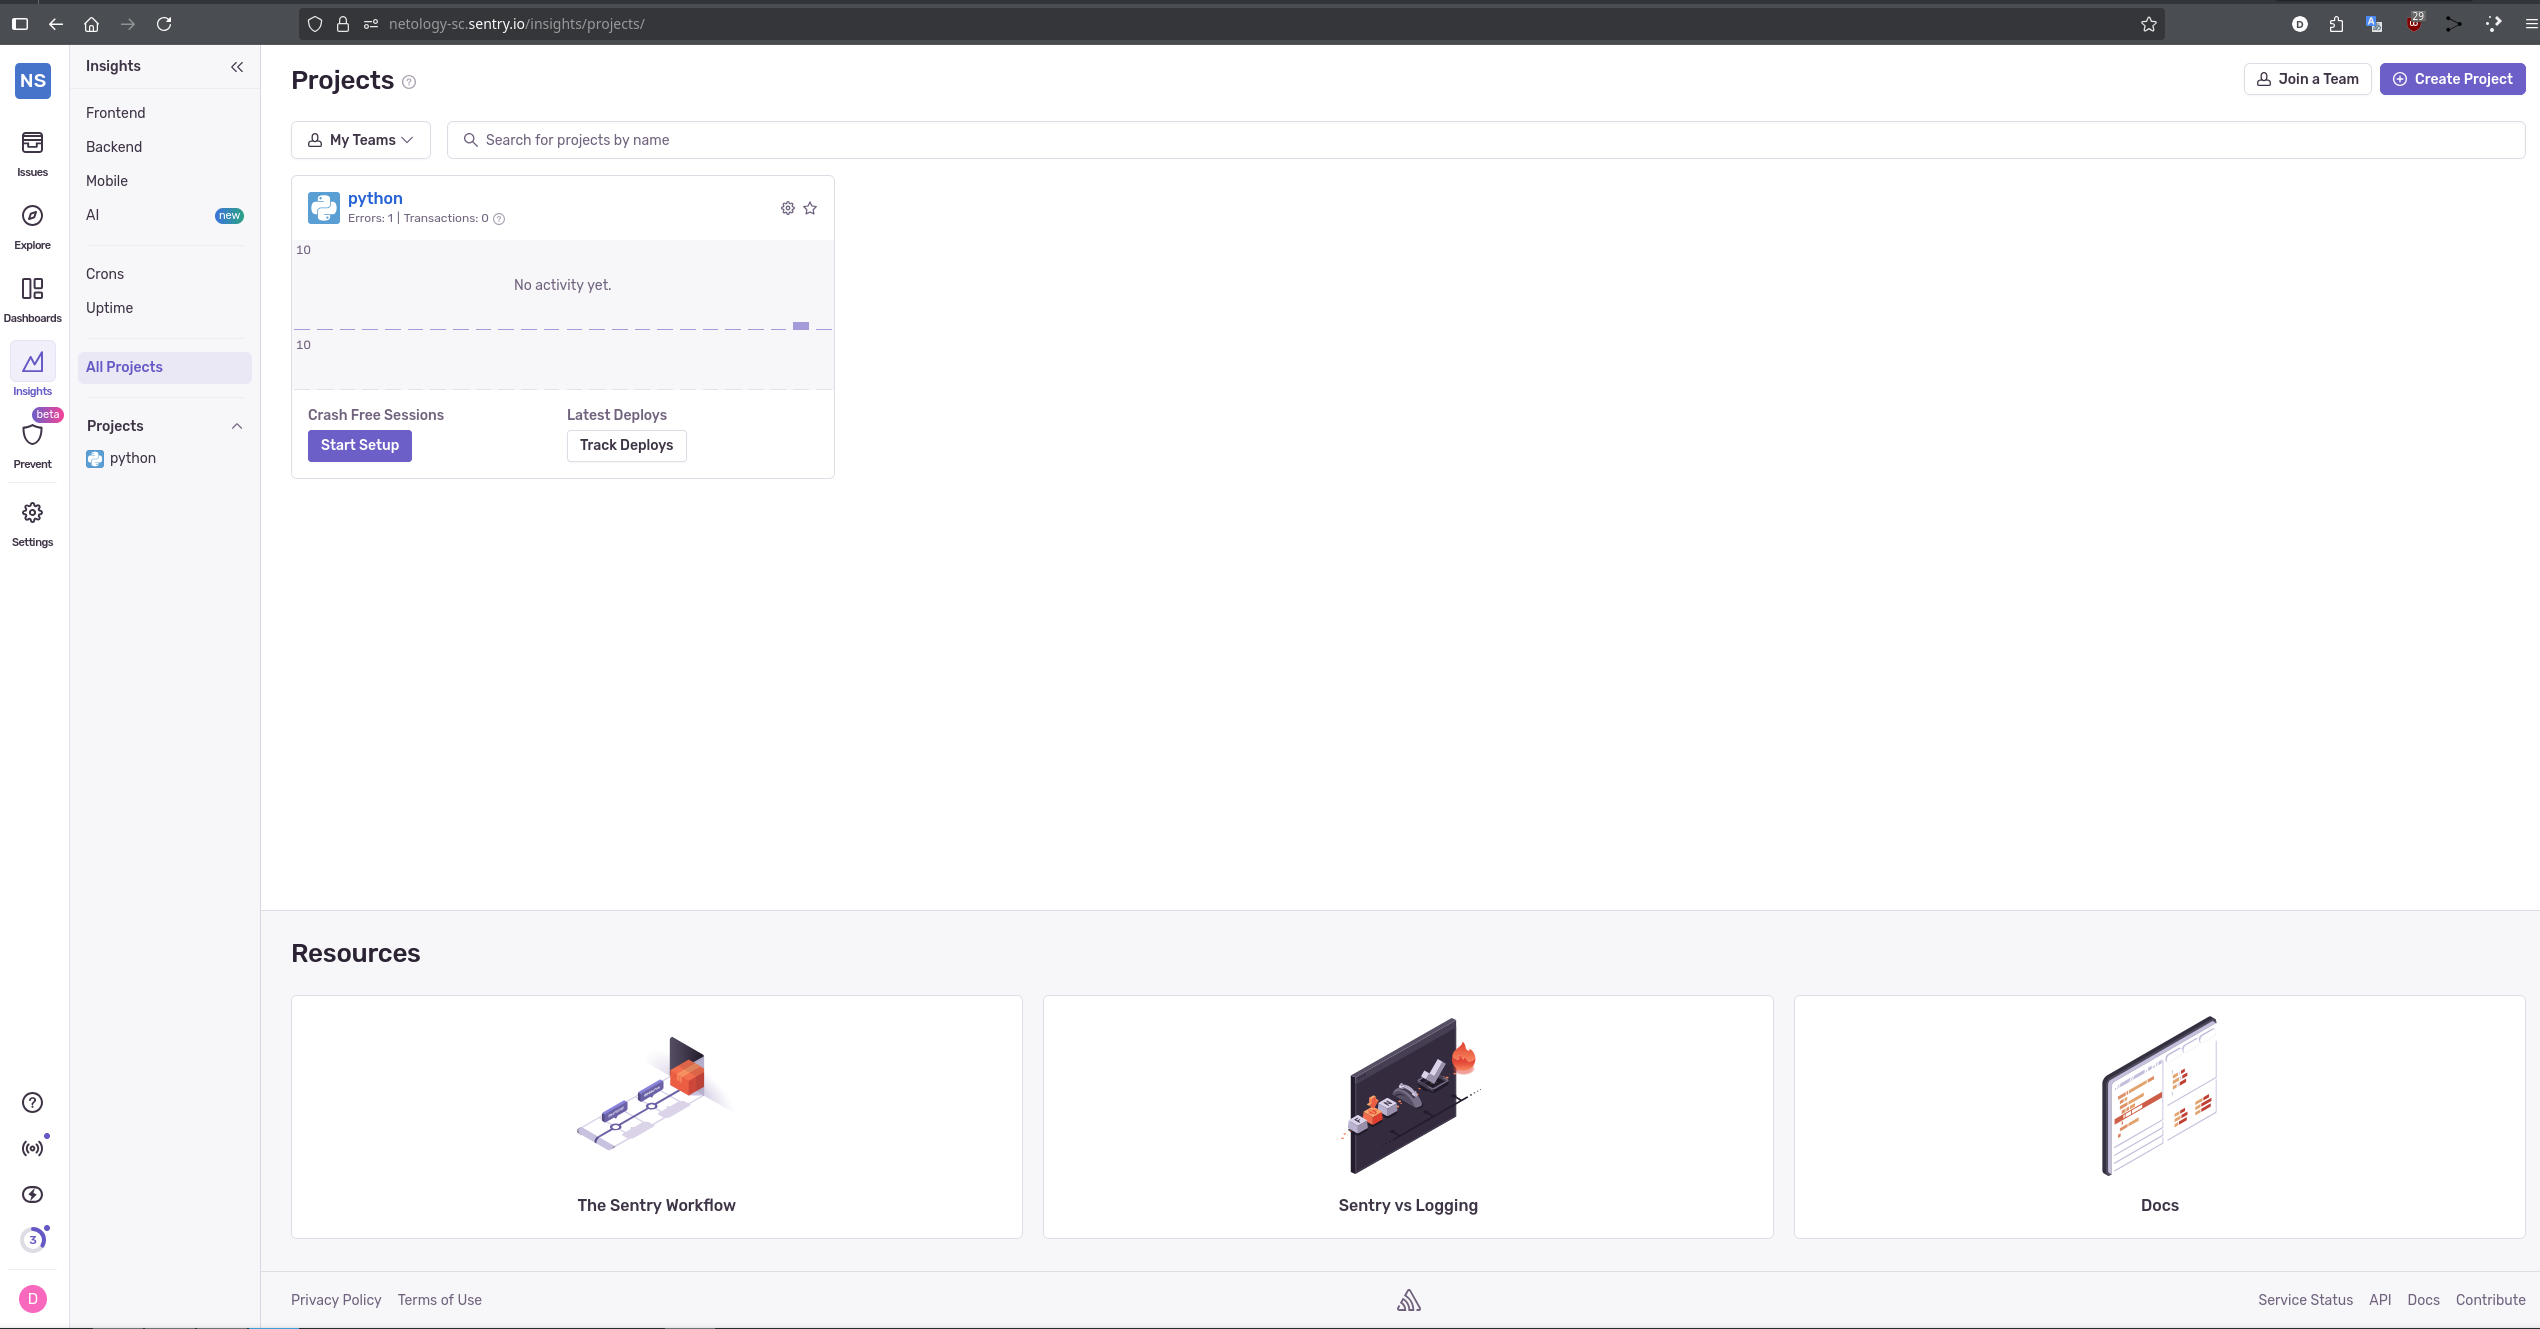 netology-sc.sentry.io/insights/projects/
29
NS
Issues
Explore
Dashboards
Insights
beta
Prevent
Settings
3
D
Insights
Frontend
Backend
Mobile
AI new
Crons
Uptime
All Projects
Projects
python
Projects
Join a Team
Create Project
My Teams
Search for projects by name
python
Errors: 1 | Transactions: 0
10
No activity yet.
10
Crash Free Sessions
Latest Deploys
Start Setup
Track Deploys
Resources
The Sentry Workflow
Sentry vs Logging
Docs
Privacy Policy
Terms of Use
Service Status
API
Docs
Contribute